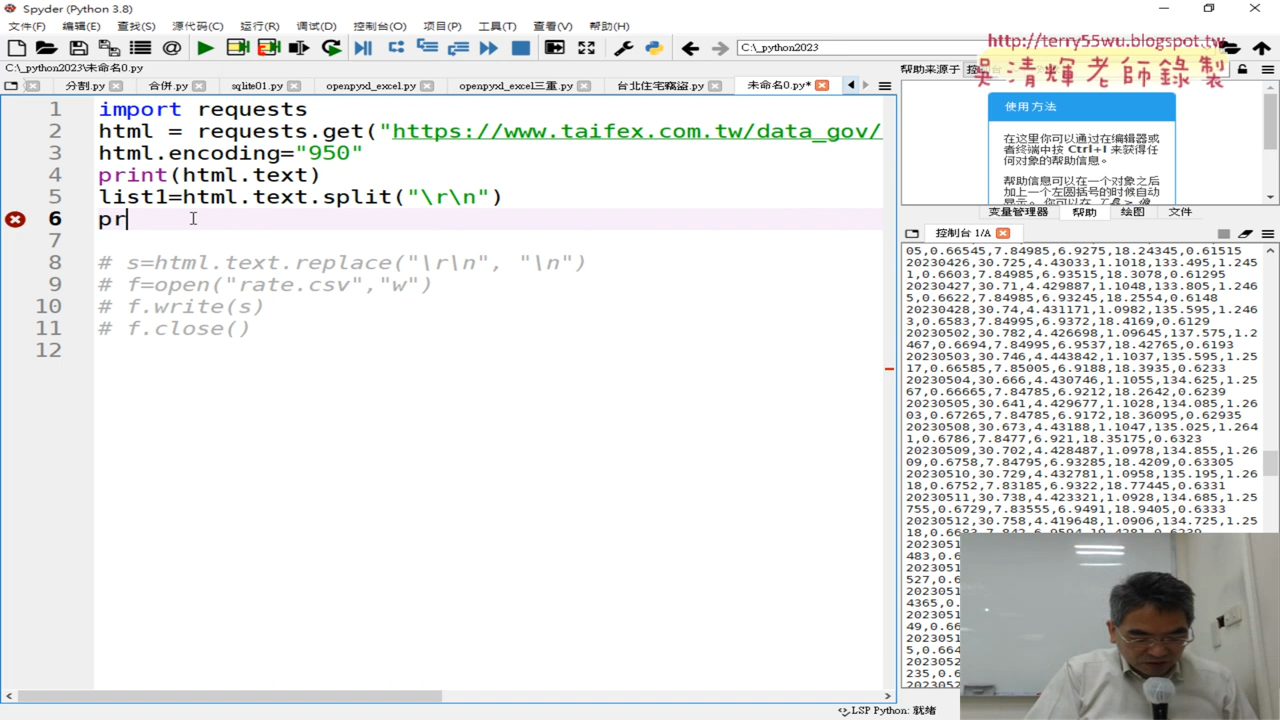 Spyder (Python 3.8)
文件(F) 编辑(E) 查找(S) 源代码(C) 运行(R) 调试(D) 控制台(O) 项目(P) 工具(T) 查看(V) 帮助(H)
C:\_python2023
http://terry55wu.blogspot.tw
吳清輝老師錄製
C:\_python2023\未命名0.py
帮助来源于
分割.py 合併.py sqlite01.py openpyxl_excel.py openpyxl_excel三重.py 台北住宅竊盜.py 未命名0.py*
1 import requests
2 html = requests.get("https://www.taifex.com.tw/data_gov/
3 html.encoding="950"
4 print(html.text)
5 list1=html.text.split("\r\n")
6 pr
7
8 # s=html.text.replace("\r\n", "\n")
9 # f=open("rate.csv","w")
10 # f.write(s)
11 # f.close()
12
使用方法
在这里你可以通过在编辑器或
者终端中按 Ctrl+I 来获得任
何对象的帮助信息。
帮助信息可以在一个对象之后
加上一个左圆括号的时候自动
变量管理器 帮助 绘图 文件
控制台 1/A
05,0.66545,7.84985,6.9275,18.24345,0.61515
20230426,30.725,4.43033,1.1018,133.495,1.245
1,0.6603,7.84985,6.93515,18.3078,0.61295
20230427,30.71,4.429887,1.1048,133.805,1.246
5,0.6622,7.84985,6.93245,18.2554,0.6148
20230428,30.74,4.431171,1.0982,135.595,1.246
3,0.6583,7.84995,6.9372,18.4169,0.6129
20230502,30.782,4.426698,1.09645,137.575,1.2
467,0.6694,7.84995,6.9537,18.42765,0.6193
20230503,30.746,4.443842,1.1037,135.595,1.25
17,0.66585,7.85005,6.9188,18.3935,0.6233
20230504,30.666,4.430746,1.1055,134.625,1.25
67,0.66665,7.84785,6.9212,18.2642,0.6239
20230505,30.641,4.429677,1.1028,134.085,1.26
03,0.67265,7.84785,6.9172,18.36095,0.62935
20230508,30.673,4.43188,1.1047,135.025,1.264
1,0.6786,7.8477,6.921,18.35175,0.6323
20230509,30.702,4.428487,1.0978,134.855,1.26
09,0.6758,7.84795,6.93285,18.4209,0.63305
20230510,30.729,4.432781,1.0958,135.195,1.26
18,0.6752,7.83185,6.9322,18.77445,0.6331
20230511,30.738,4.423321,1.0928,134.685,1.25
755,0.6729,7.83555,6.9491,18.9405,0.6333
20230512,30.758,4.419648,1.0906,134.725,1.25
LSP Python: 就绪